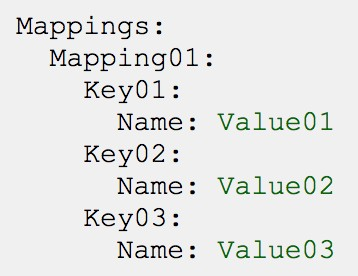 Mappings:
  Mapping01:
    Key01:
      Name: Value01
    Key02:
      Name: Value02
    Key03:
      Name: Value03